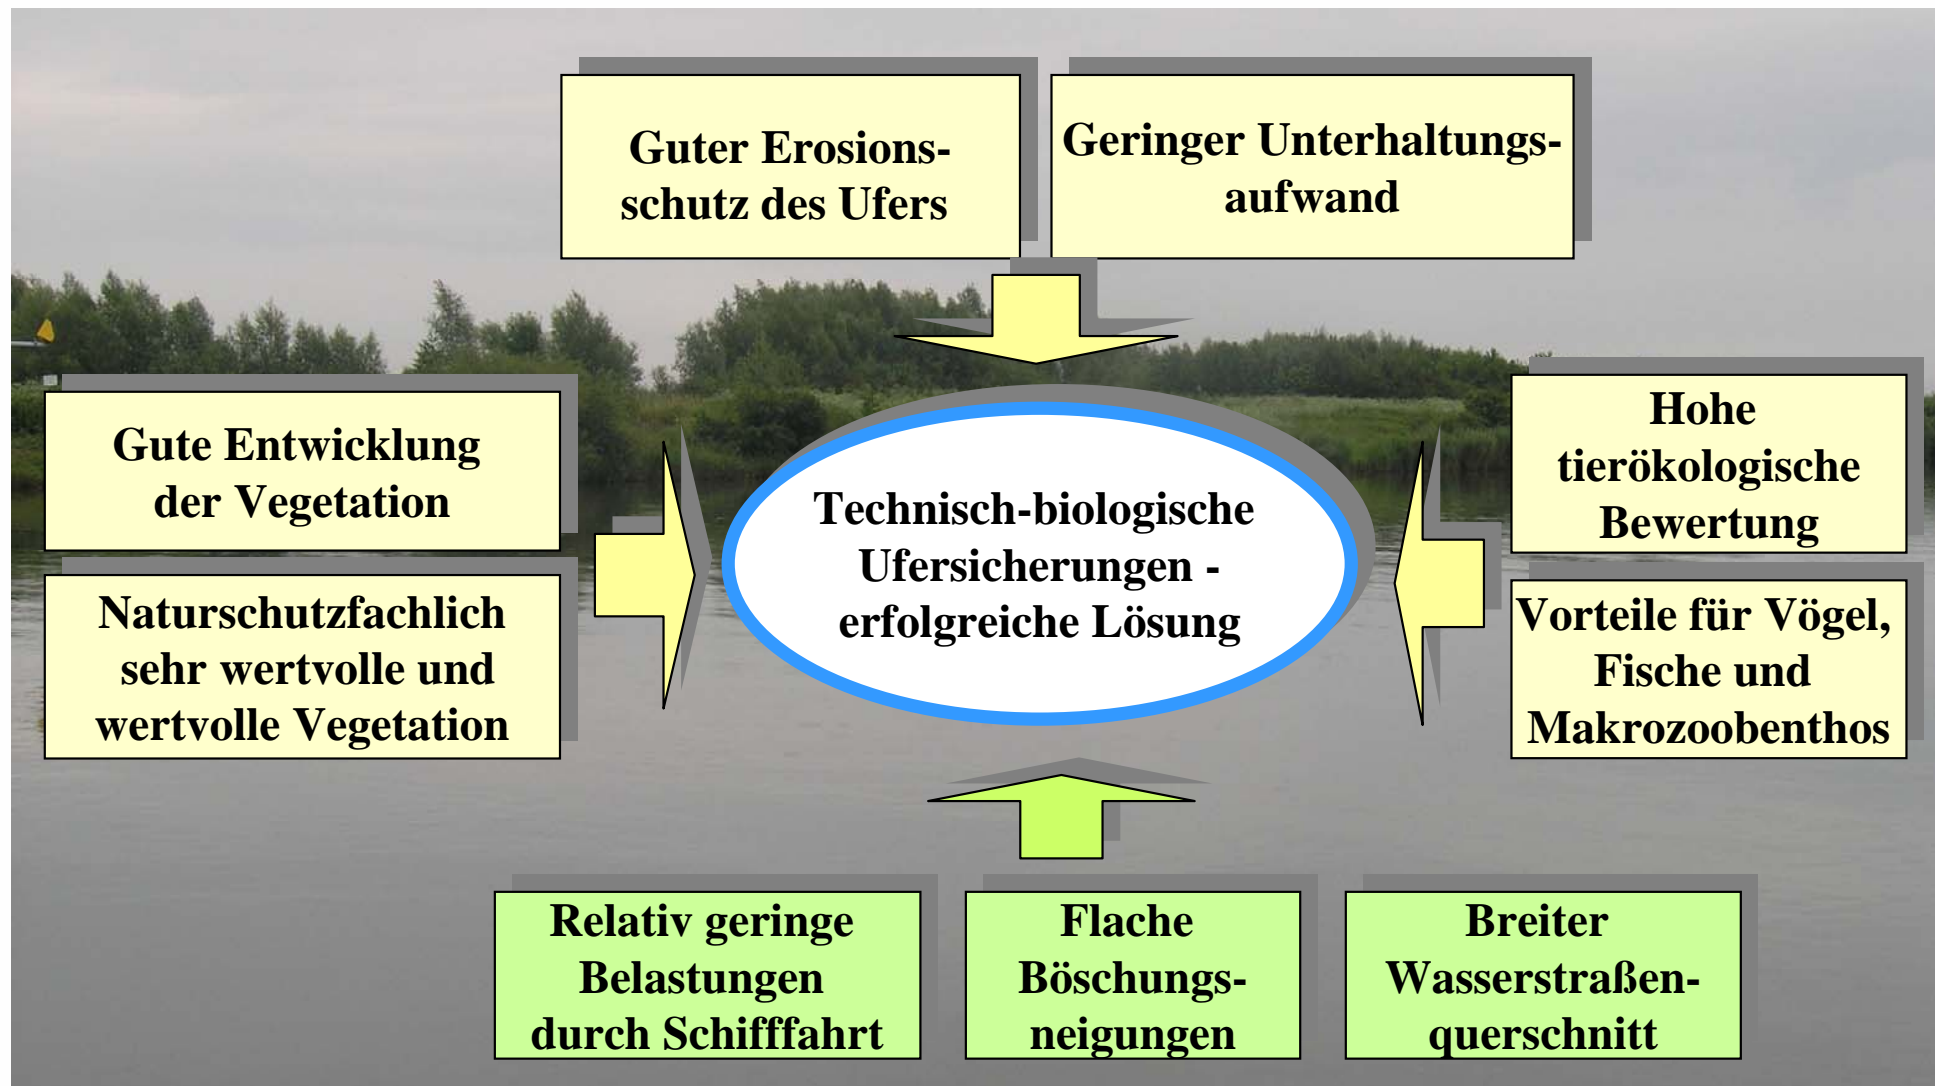 Guter Erosions-
schutz des Ufers
Geringer Unterhaltungs-
aufwand
Gute Entwicklung
der Vegetation
Naturschutzfachlich
sehr wertvolle und
wertvolle Vegetation
Technisch-biologische
Ufersicherungen -
erfolgreiche Lösung
Hohe
tierökologische
Bewertung
Vorteile für Vögel,
Fische und
Makrozoobenthos
Relativ geringe
Belastungen
durch Schifffahrt
Flache
Böschungs-
neigungen
Breiter
Wasserstraßen-
querschnitt